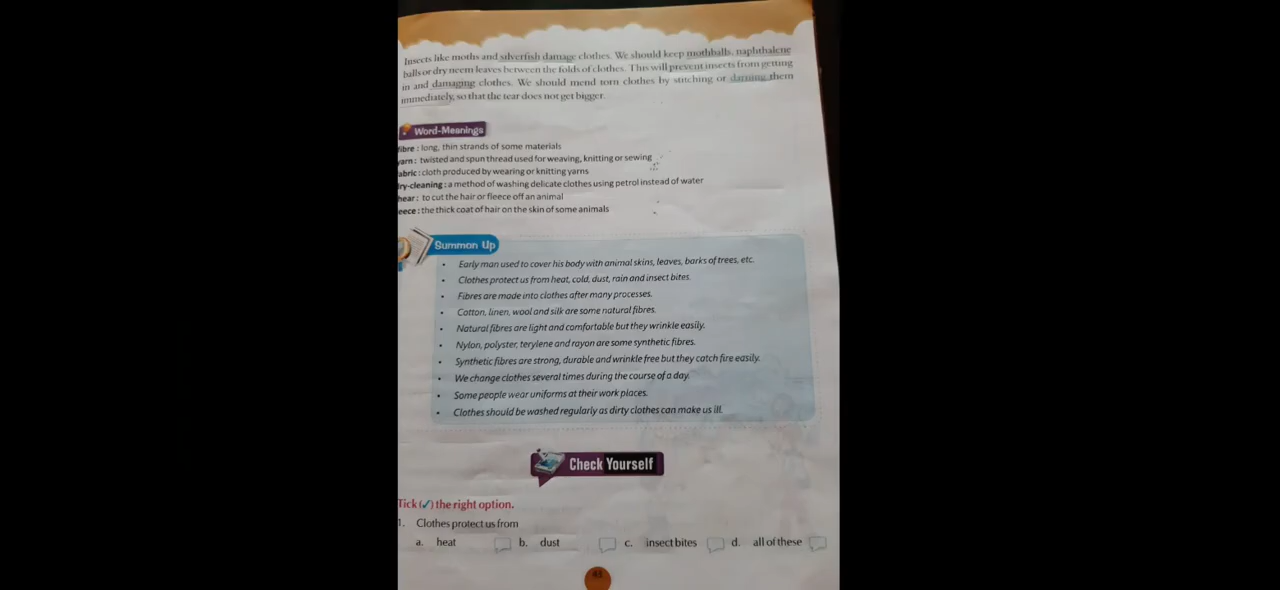 Insects like moths and silverfish damage clothes. We should keep mothballs, naphthalene
balls or dry neem leaves between the folds of clothes. This will prevent insects from getting
in and damaging clothes. We should mend torn clothes by stitching or darning them
immediately, so that the tear does not get bigger.
Word-Meanings
fibre : long, thin strands of some materials
yarn : twisted and spun thread used for weaving, knitting or sewing
abric : cloth produced by wearing or knitting yarns
ry-cleaning : a method of washing delicate clothes using petrol instead of water
hear : to cut the hair or fleece off an animal
eece : the thick coat of hair on the skin of some animals
Summon Up
• Early man used to cover his body with animal skins, leaves, barks of trees, etc.
• Clothes protect us from heat, cold, dust, rain and insect bites.
• Fibres are made into clothes after many processes.
• Cotton, linen, wool and silk are some natural fibres.
• Natural fibres are light and comfortable but they wrinkle easily.
• Nylon, polyster, terylene and rayon are some synthetic fibres.
• Synthetic fibres are strong, durable and wrinkle free but they catch fire easily.
• We change clothes several times during the course of a day.
• Some people wear uniforms at their work places.
• Clothes should be washed regularly as dirty clothes can make us ill.
Check Yourself
Tick (✓) the right option.
1. Clothes protect us from
a. heat b. dust c. insect bites d. all of these
43